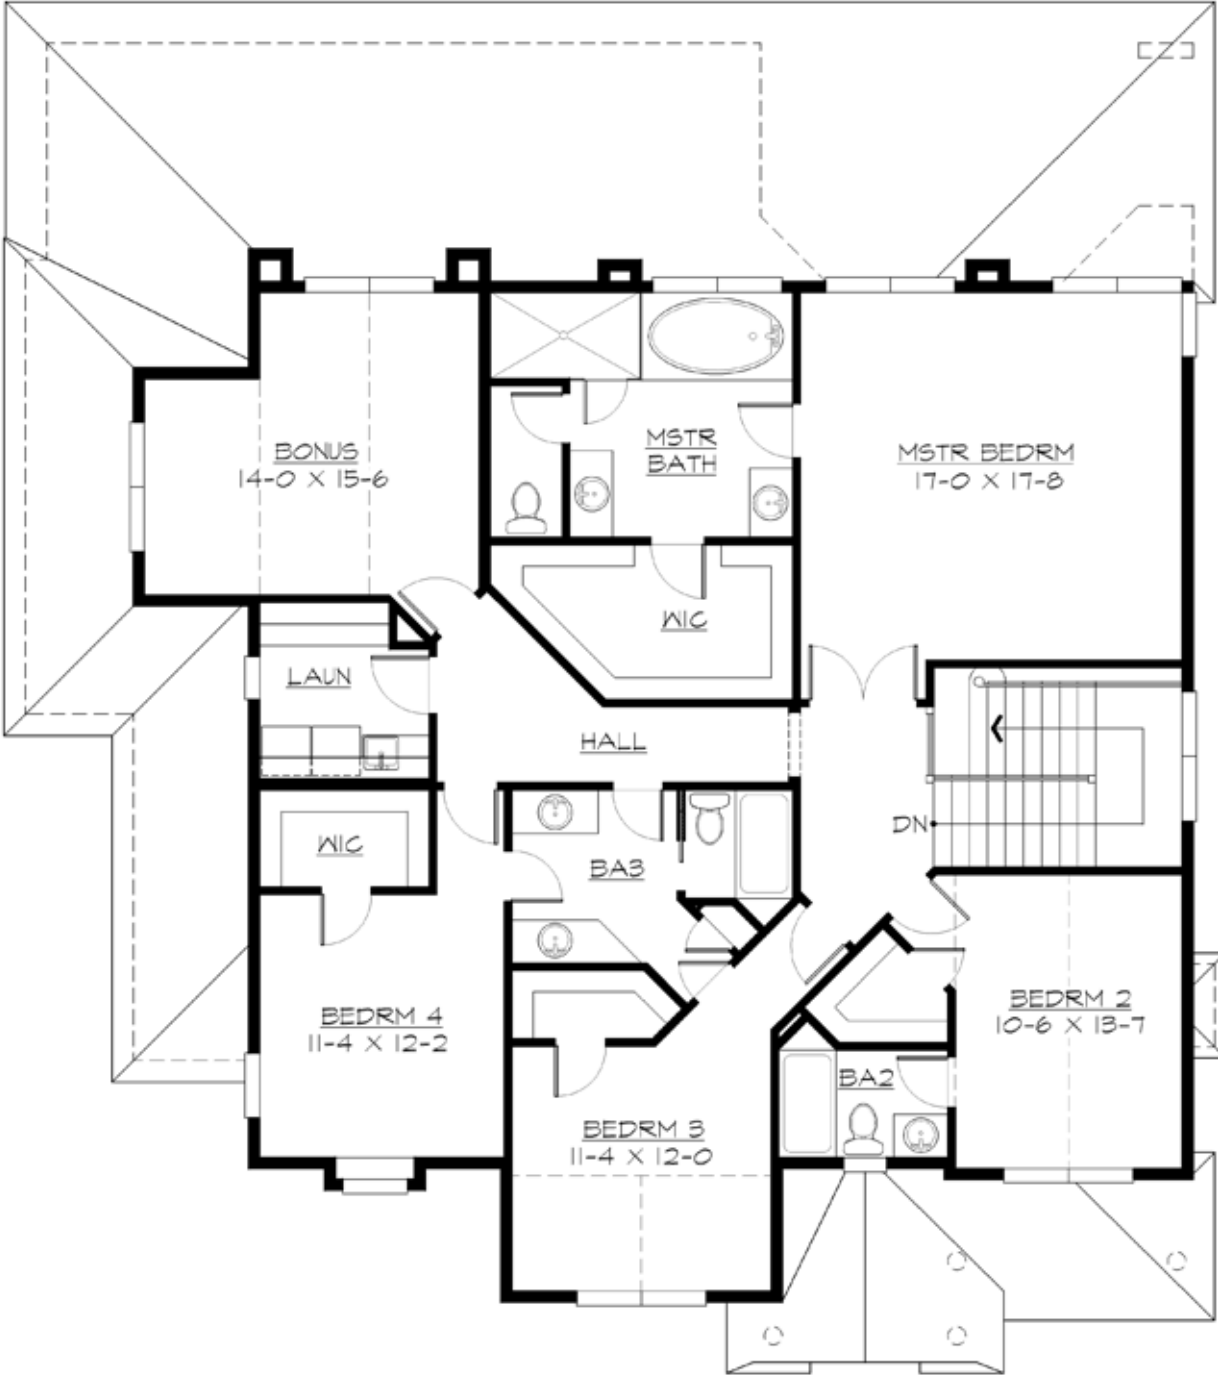 BONUS
14-0 X 15-6
MSTR
BATH
MSTR BEDRM
17-0 X 17-8
WIC
LAUN
HALL
DN
WIC
BA3
BEDRM 4
11-4 X 12-2
BEDRM 2
10-6 X 13-7
BA2
BEDRM 3
11-4 X 12-0